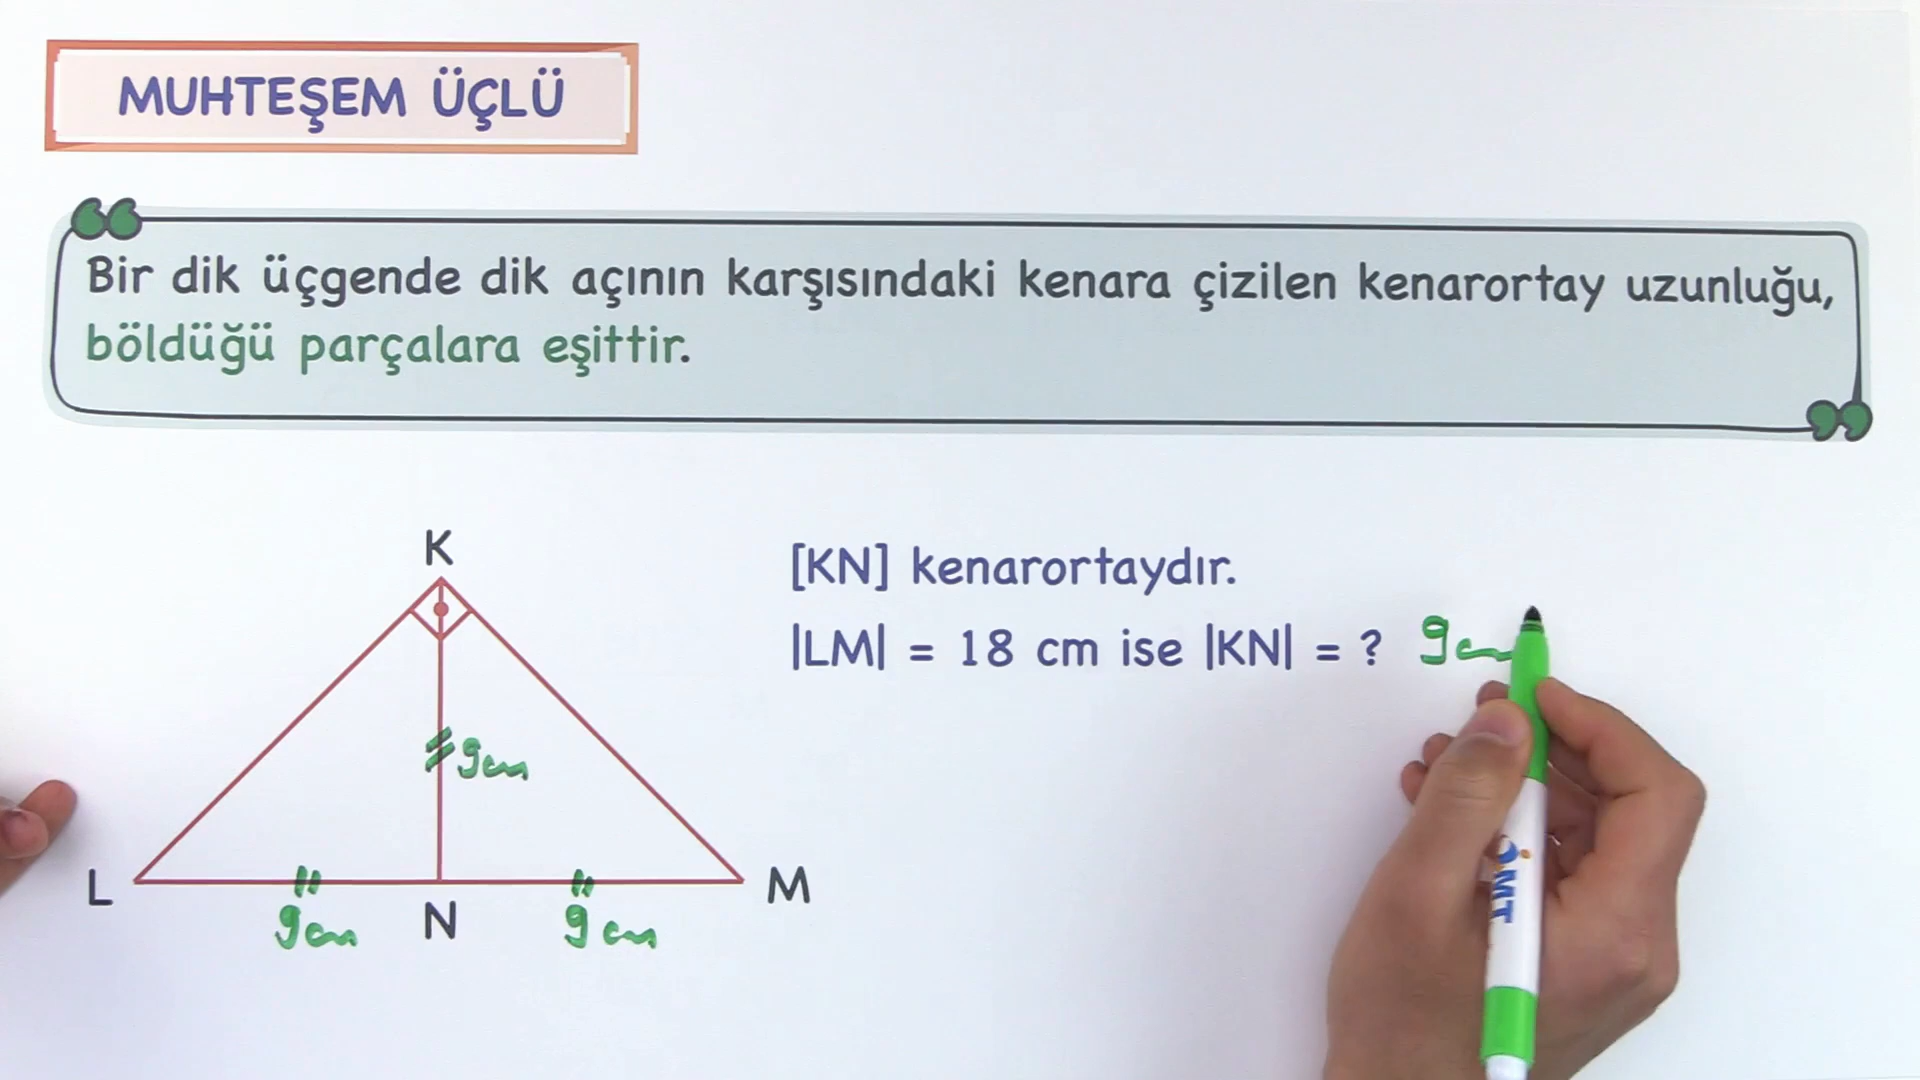 MUHTEŞEM ÜÇLÜ
Bir dik üçgende dik açının karşısındaki kenara çizilen kenarortay uzunluğu,
böldüğü parçalara eşittir.
K
[KN] kenarortaydır.
|LM| = 18 cm ise |KN| = ? 9cm
9cm
L
N
M
9cm
9cm
MT